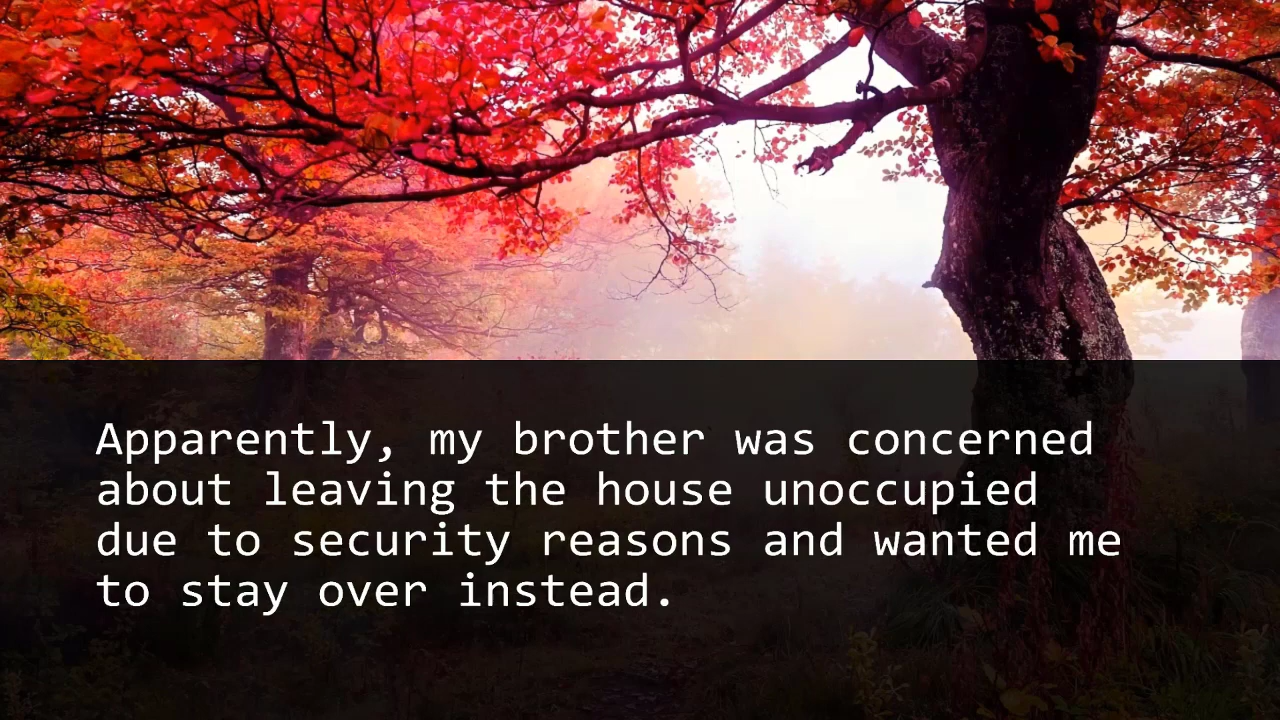 Apparently, my brother was concerned
about leaving the house unoccupied
due to security reasons and wanted me
to stay over instead.